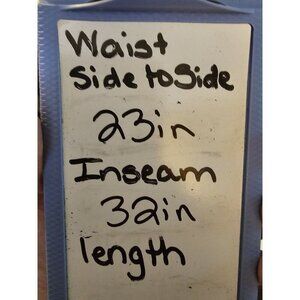 Waist
Side to Side
23in
Inseam
32in
length